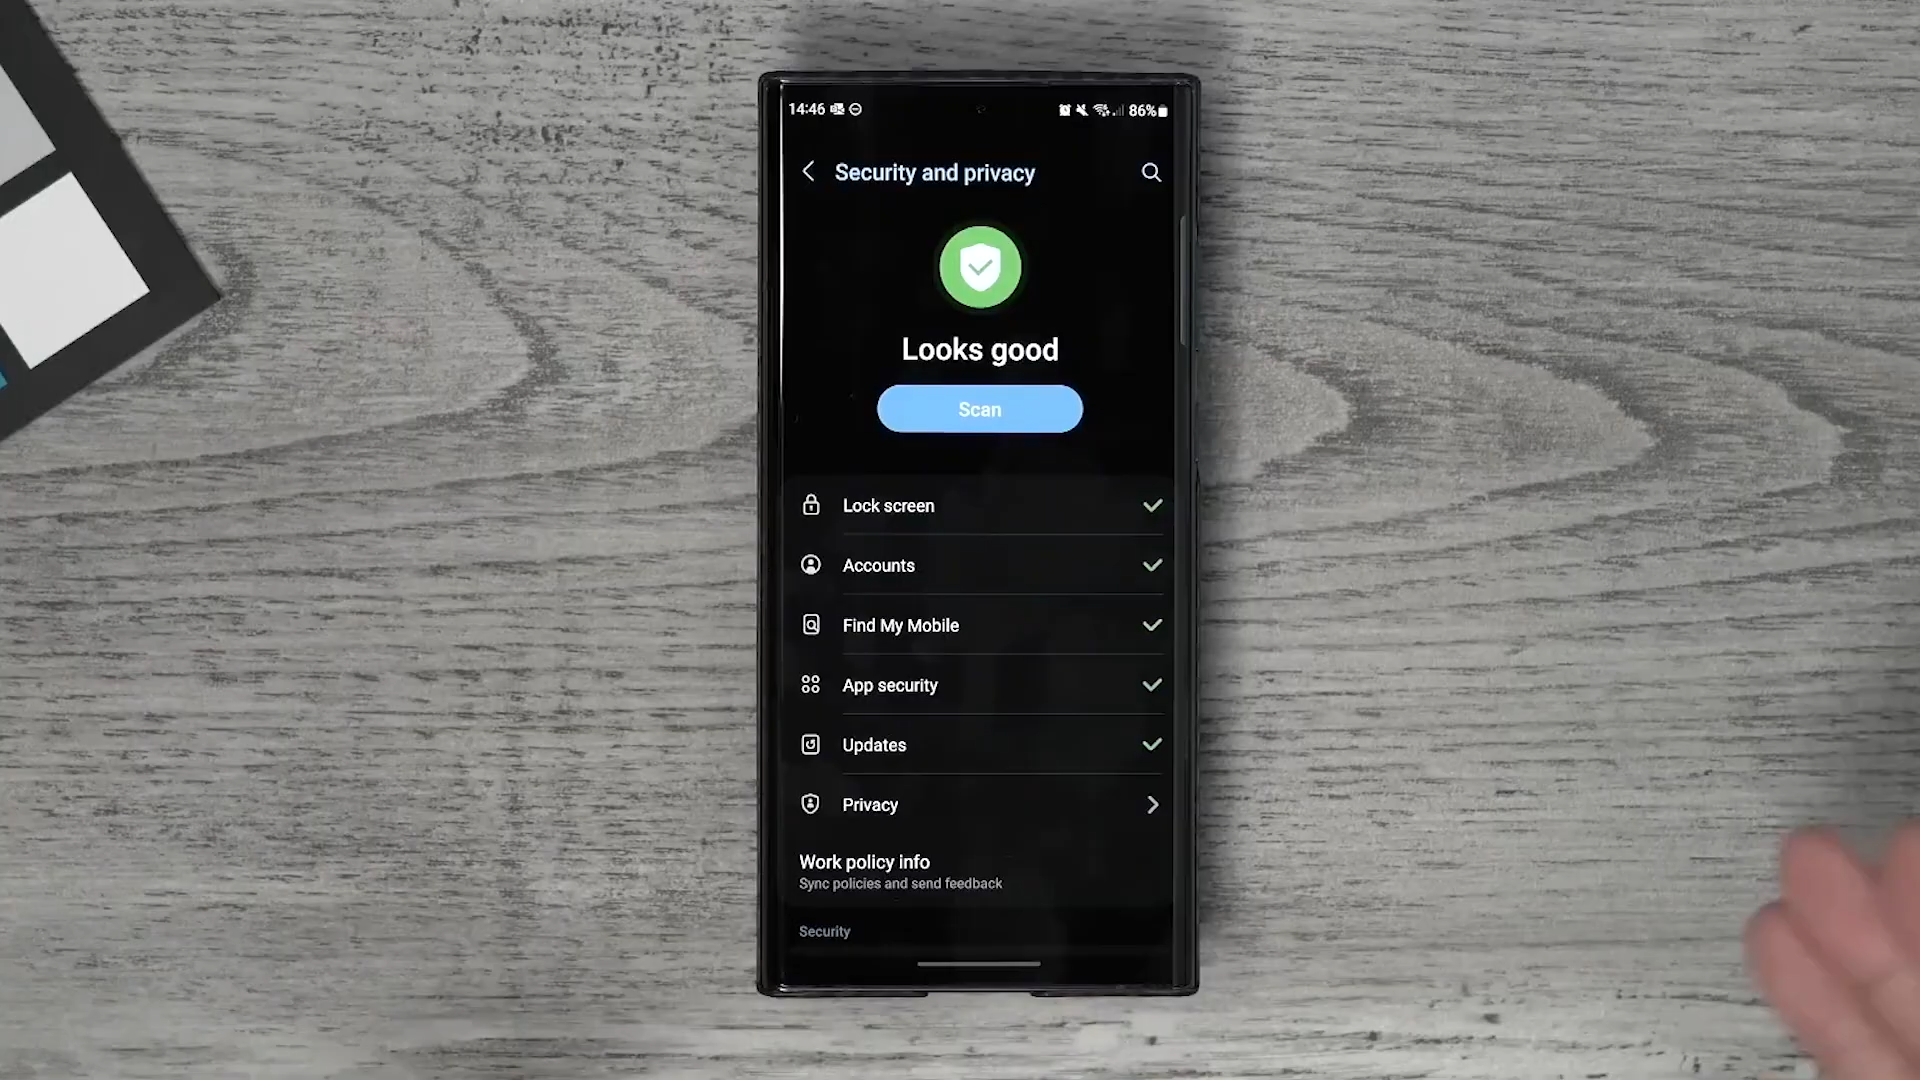 14:46
86%
Security and privacy
Looks good
Scan
Lock screen
Accounts
Find My Mobile
App security
Updates
Privacy
Work policy info
Sync policies and send feedback
Security